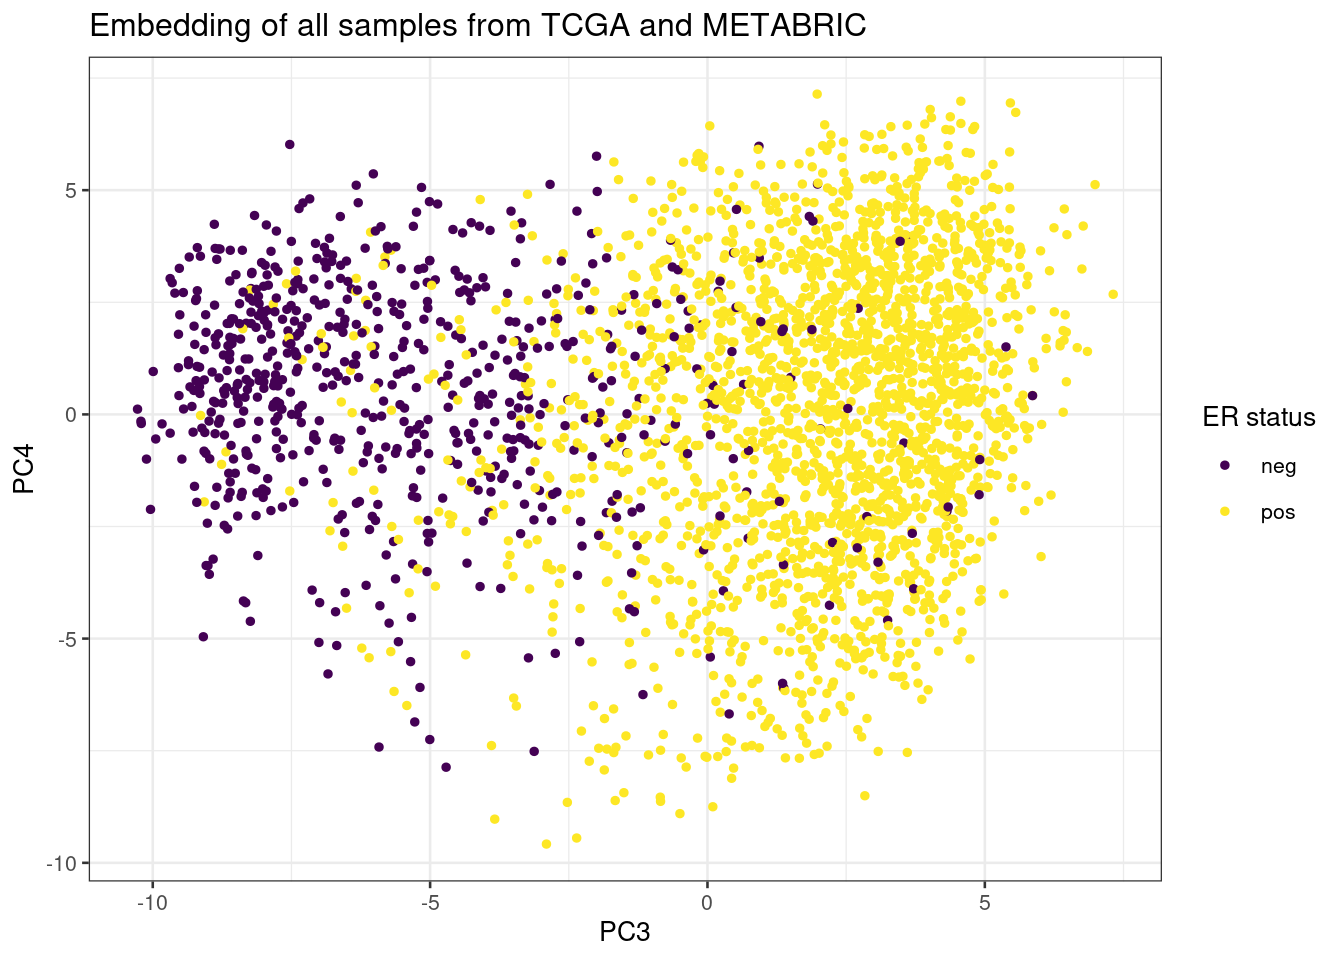 Embedding of all samples from TCGA and METABRIC
5
0
-5
-10
PC4
-10
-5
0
5
PC3
ER status
neg
pos